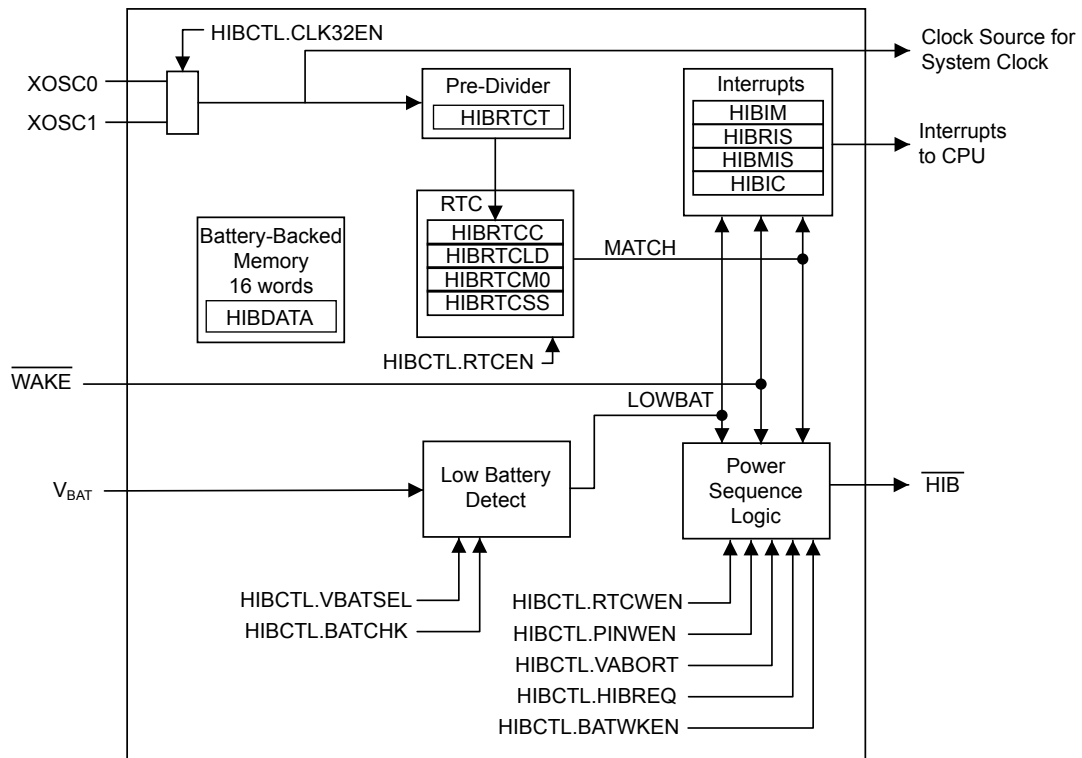 HIBCTL.CLK32EN
XOSC0
XOSC1
Clock Source for
System Clock
Pre-Divider
HIBRTCT
Interrupts
HIBIM
HIBRIS
HIBMIS
HIBIC
Interrupts
to CPU
RTC
HIBRTCC
HIBRTCLD
HIBRTCM0
HIBRTCSS
MATCH
Battery-Backed
Memory
16 words
HIBDATA
HIBCTL.RTCEN
WAKE
LOWBAT
VBAT
Low Battery
Detect
Power
Sequence
Logic
HIB
HIBCTL.VBATSEL
HIBCTL.BATCHK
HIBCTL.RTCWEN
HIBCTL.PINWEN
HIBCTL.VABORT
HIBCTL.HIBREQ
HIBCTL.BATWKEN